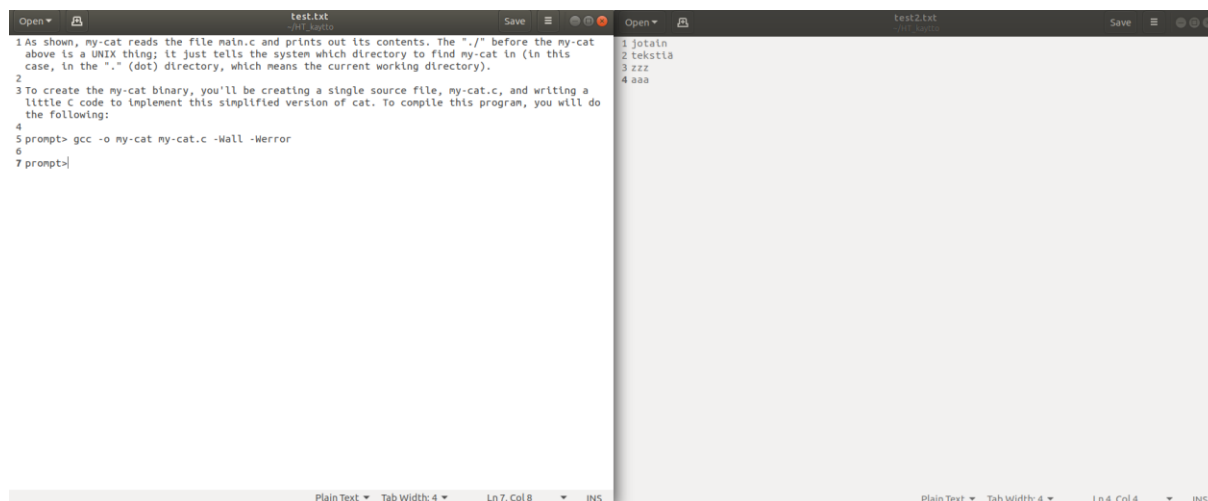 Open
test.txt
~/HT_kaytto
Save
1 As shown, my-cat reads the file main.c and prints out its contents. The "./" before the my-cat
above is a UNIX thing; it just tells the system which directory to find my-cat in (in this
case, in the "." (dot) directory, which means the current working directory).
2
3 To create the my-cat binary, you'll be creating a single source file, my-cat.c, and writing a
little C code to implement this simplified version of cat. To compile this program, you will do
the following:
4
5 prompt> gcc -o my-cat my-cat.c -Wall -Werror
6
7 prompt>
Plain Text Tab Width: 4 Ln 7, Col 8 INS
Open
test2.txt
~/HT_kaytto
Save
1 jotain
2 tekstiä
3 zzz
4 aaa
Plain Text Tab Width: 4 Ln 4, Col 4 INS